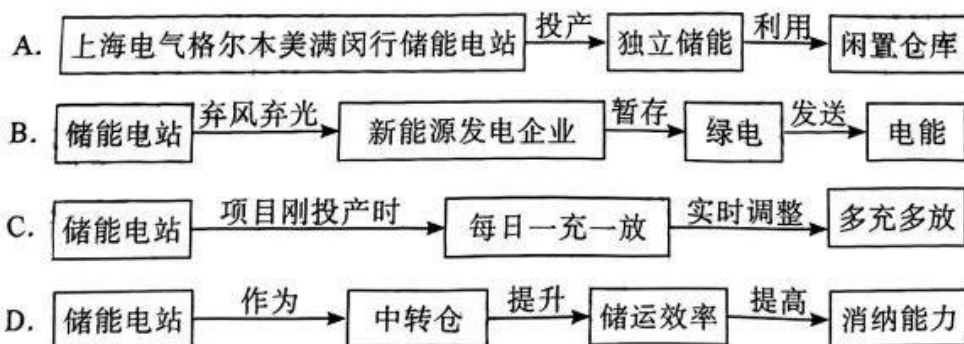 A. 上海电气格尔木美满闵行储能电站 投产 独立储能 利用 闲置仓库
B. 储能电站 弃风弃光 新能源发电企业 暂存 绿电 发送 电能
C. 储能电站 项目刚投产时 每日一充一放 实时调整 多充多放
D. 储能电站 作为 中转仓 提升 储运效率 提高 消纳能力